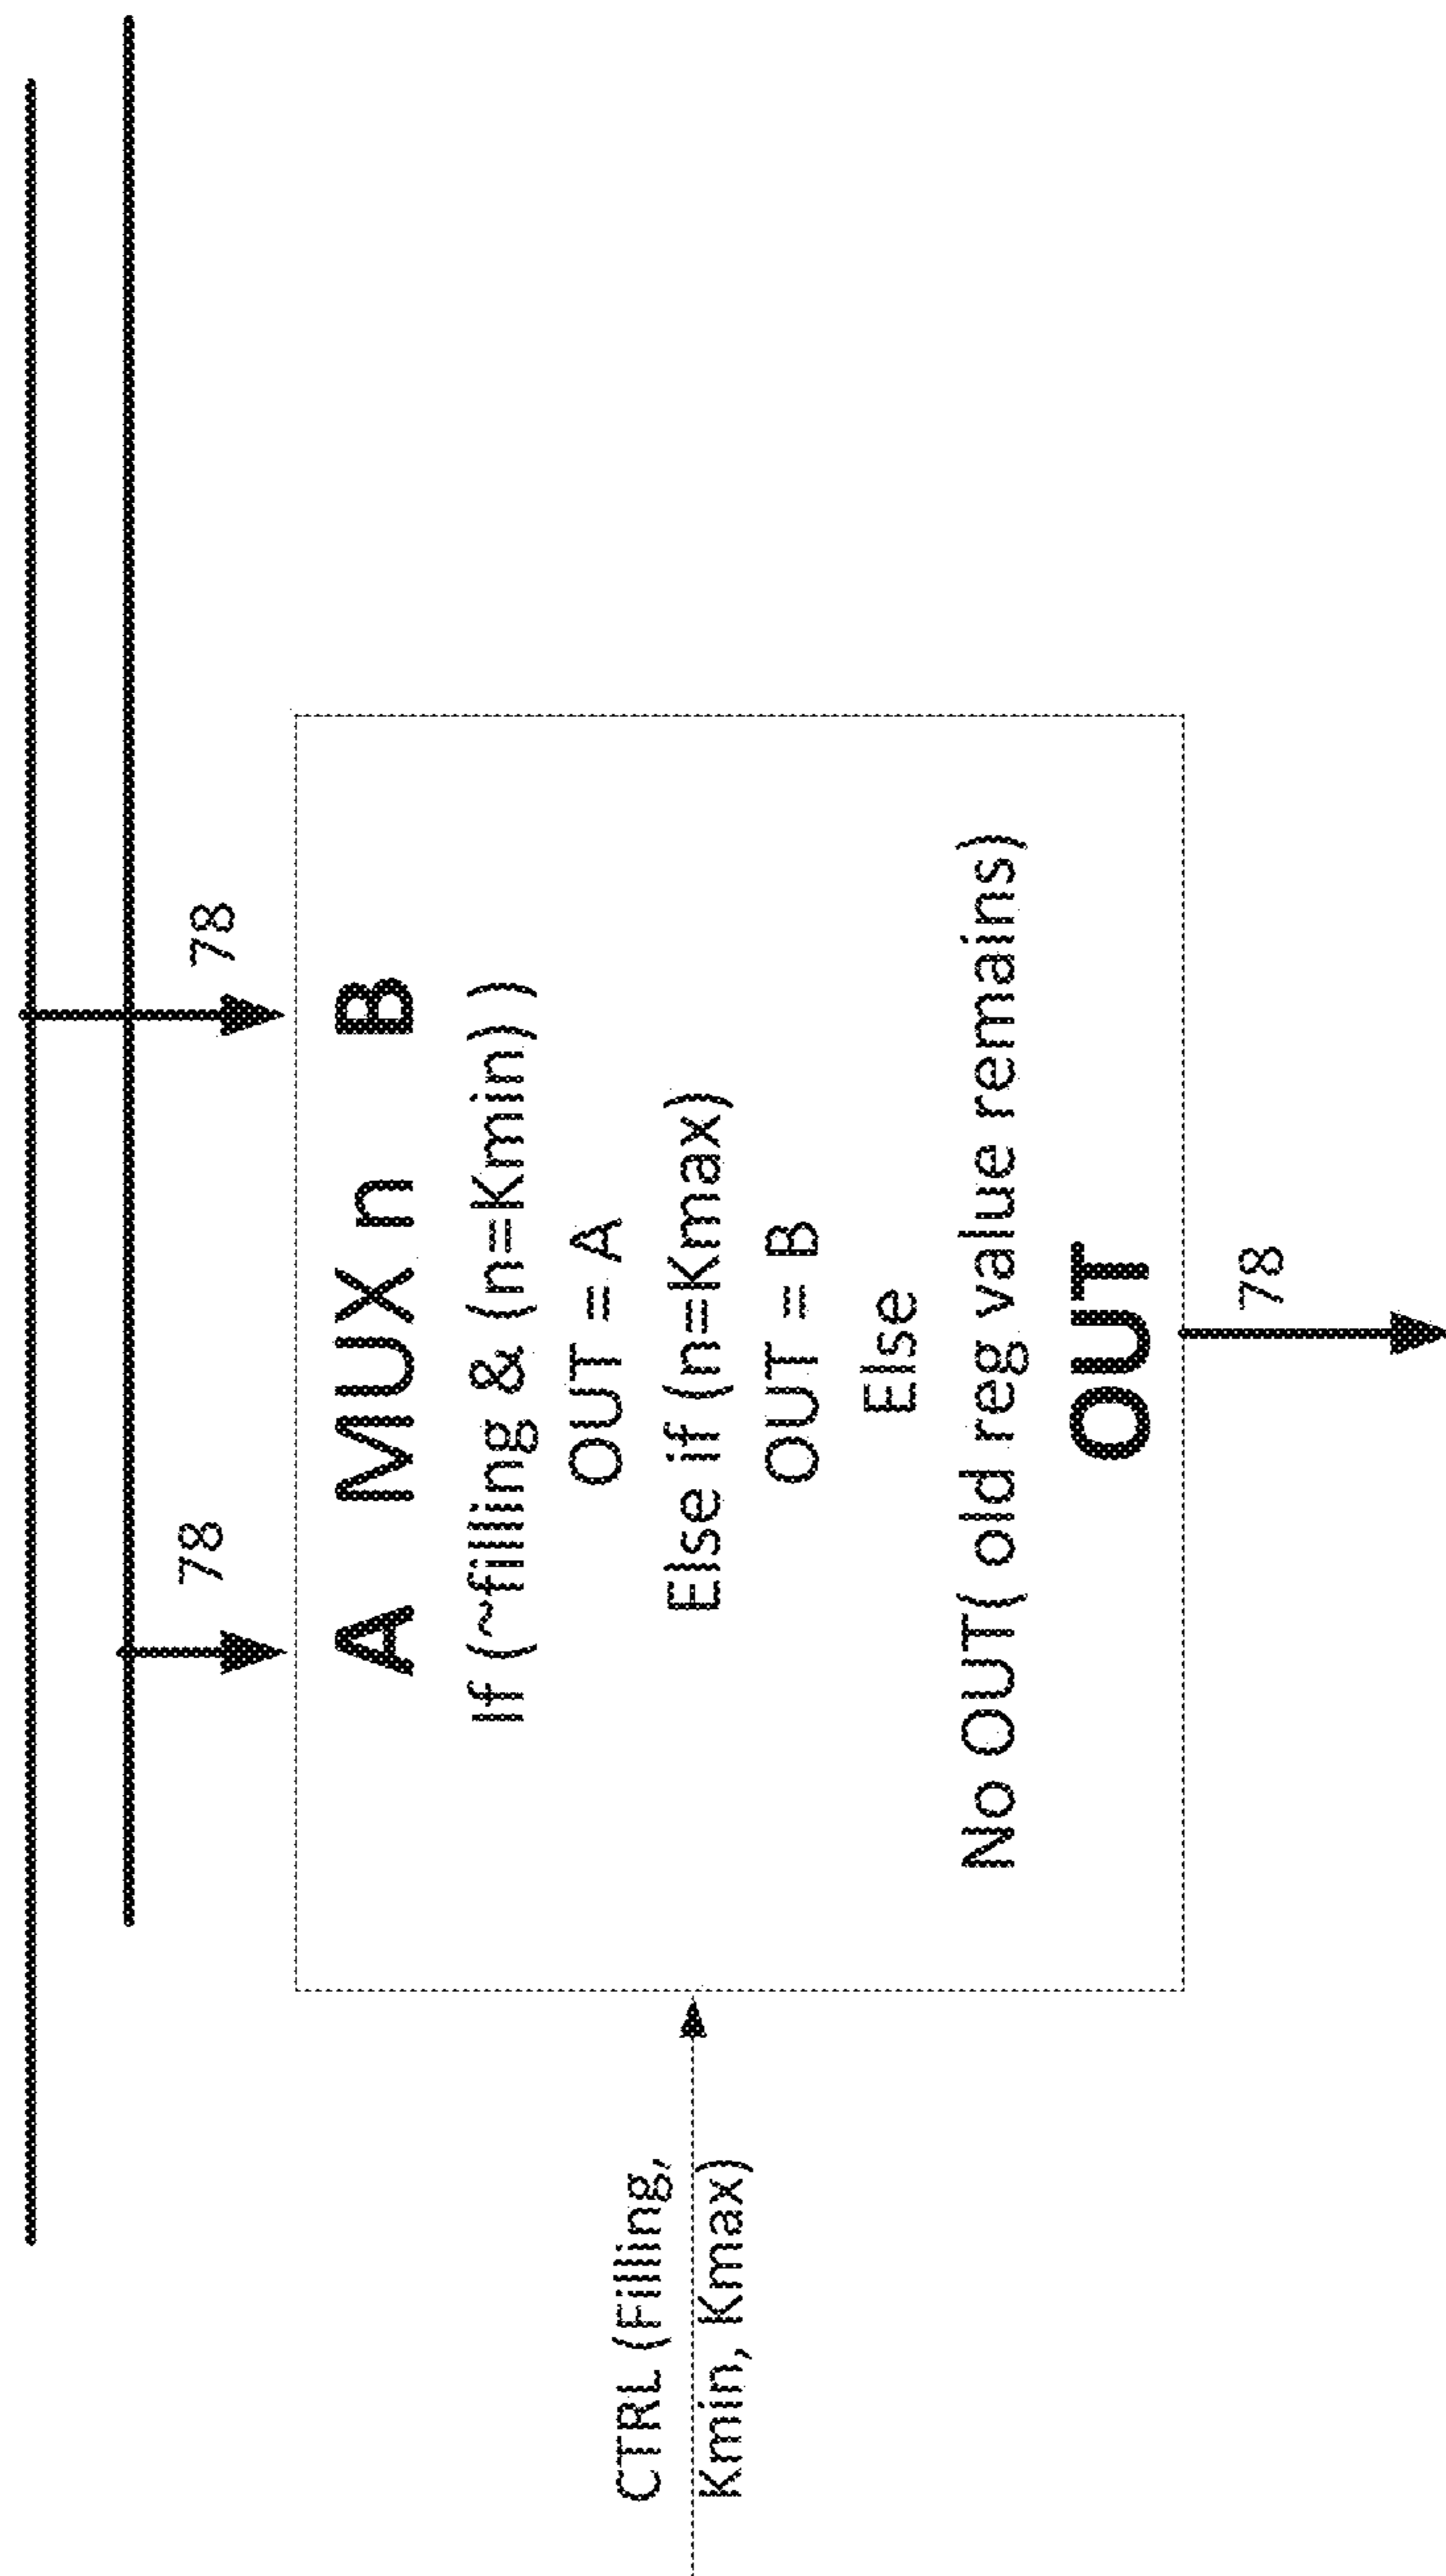 78
78
A MUX n B
If (~filling & (n=Kmin) )
OUT = A
Else if (n=Kmax)
OUT = B
Else
No OUT( old reg value remains)
OUT
CTRL (Filling,
Kmin, Kmax)
78